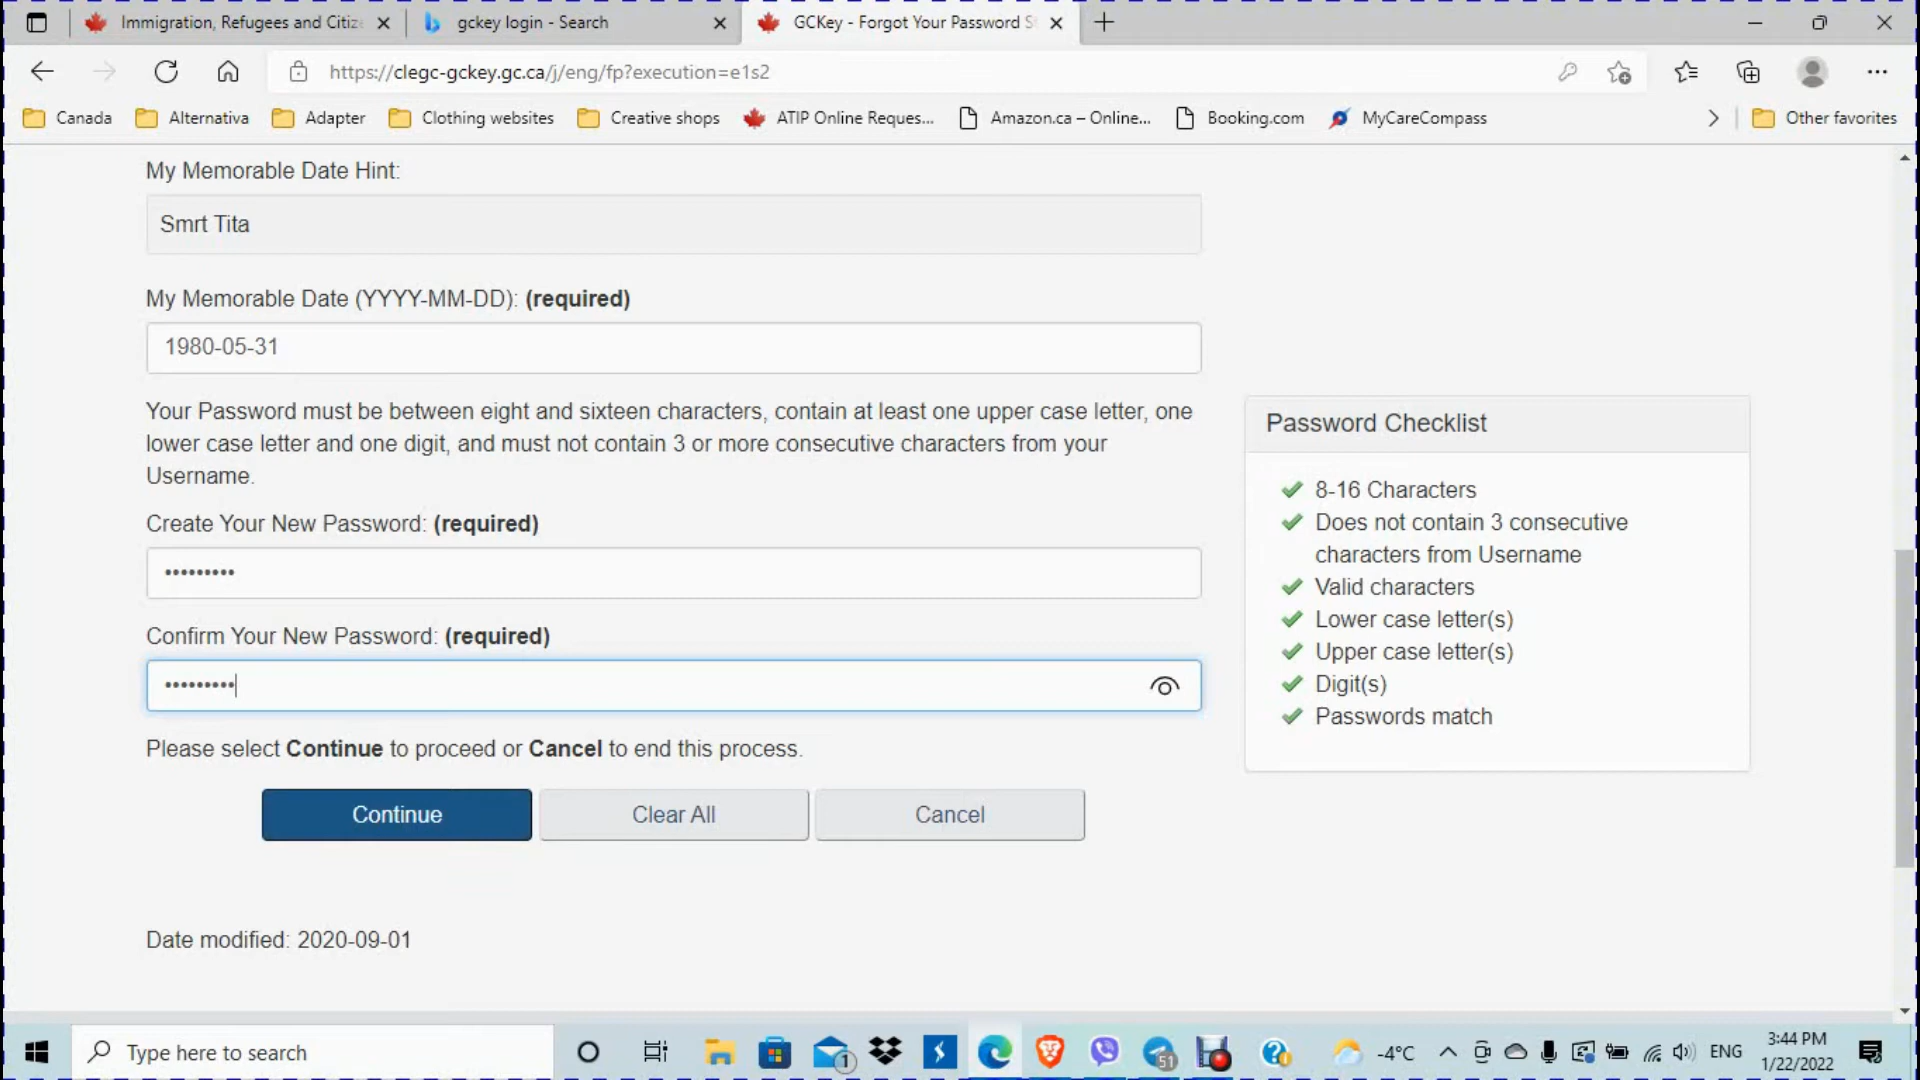 Immigration, Refugees and Citiz
gckey login - Search
GCKey - Forgot Your Password S
https://clegc-gckey.gc.ca/j/eng/fp?execution=e1s2
Canada
Alternativa
Adapter
Clothing websites
Creative shops
ATIP Online Reques...
Amazon.ca – Online...
Booking.com
MyCareCompass
Other favorites
My Memorable Date Hint:
Smrt Tita
My Memorable Date (YYYY-MM-DD): (required)
1980-05-31
Your Password must be between eight and sixteen characters, contain at least one upper case letter, one
lower case letter and one digit, and must not contain 3 or more consecutive characters from your
Username.
Create Your New Password: (required)
•••••••••
Confirm Your New Password: (required)
•••••••••
Please select Continue to proceed or Cancel to end this process.
Continue
Clear All
Cancel
Password Checklist
8-16 Characters
Does not contain 3 consecutive
characters from Username
Valid characters
Lower case letter(s)
Upper case letter(s)
Digit(s)
Passwords match
Date modified: 2020-09-01
Type here to search
1
51
-4°C
ENG
3:44 PM
1/22/2022